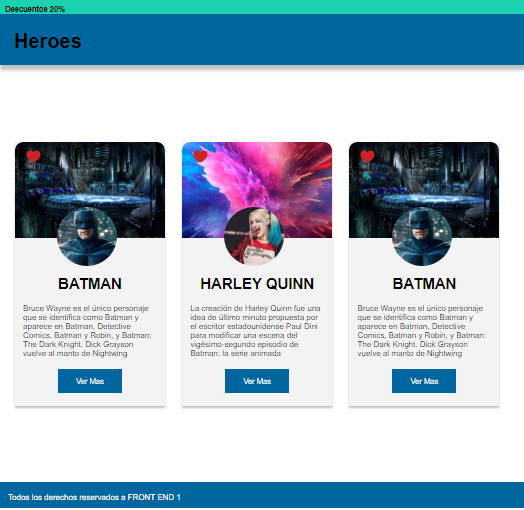 Descuentos 20%
Heroes
BATMAN
Bruce Wayne es el único personaje
que se identifica como Batman y
aparece en Batman, Detective
Comics, Batman y Robin, y Batman:
The Dark Knight. Dick Grayson
vuelve al manto de Nightwing
Ver Mas
HARLEY QUINN
La creación de Harley Quinn fue una
idea de último minuto propuesta por
el escritor estadounidense Paul Dini
para modificar una escena del
vigésimo-segundo episodio de
Batman: la serie animada
Ver Mas
BATMAN
Bruce Wayne es el único personaje
que se identifica como Batman y
aparece en Batman, Detective
Comics, Batman y Robin, y Batman:
The Dark Knight. Dick Grayson
vuelve al manto de Nightwing
Ver Mas
Todos los derechos reservados a FRONT END 1